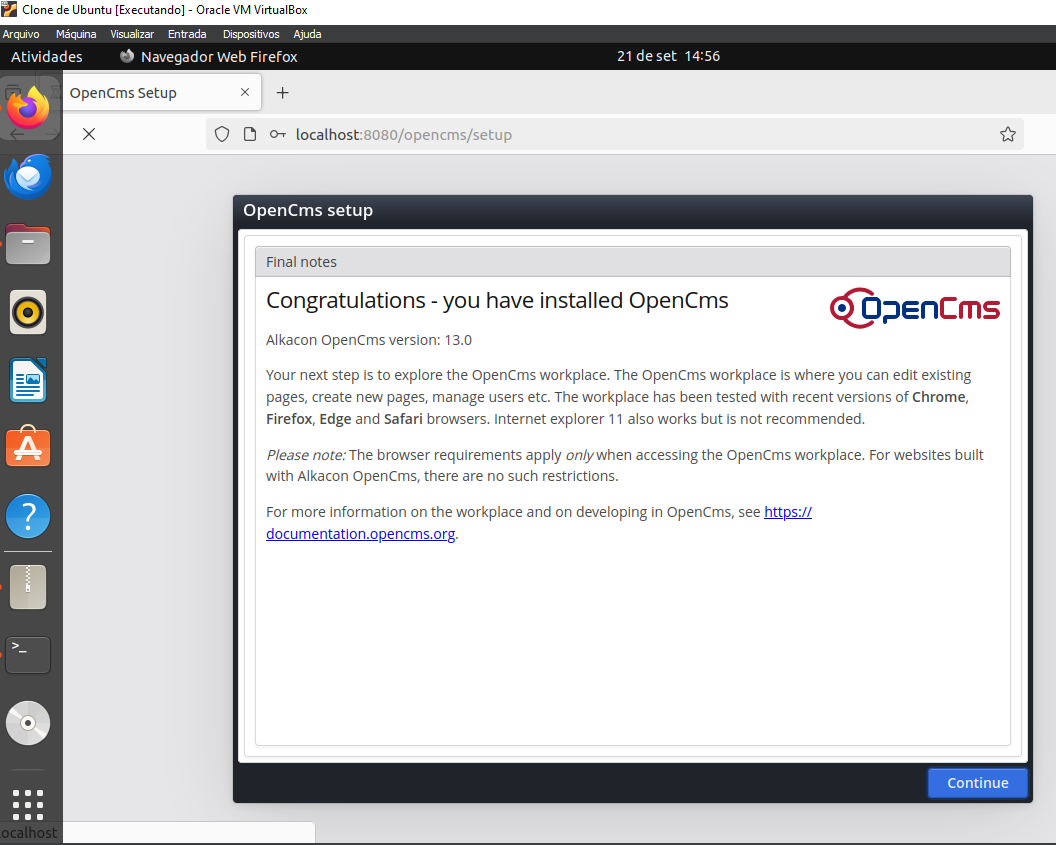 Clone de Ubuntu [Executando] - Oracle VM VirtualBox
Arquivo Máquina Visualizar Entrada Dispositivos Ajuda
Atividades Navegador Web Firefox 21 de set 14:56
OpenCms Setup
localhost:8080/opencms/setup
OpenCms setup
Final notes
Congratulations - you have installed OpenCms
OpenCms
Alkacon OpenCms version: 13.0
Your next step is to explore the OpenCms workplace. The OpenCms workplace is where you can edit existing
pages, create new pages, manage users etc. The workplace has been tested with recent versions of Chrome,
Firefox, Edge and Safari browsers. Internet explorer 11 also works but is not recommended.
Please note: The browser requirements apply only when accessing the OpenCms workplace. For websites built
with Alkacon OpenCms, there are no such restrictions.
For more information on the workplace and on developing in OpenCms, see https://
documentation.opencms.org.
Continue
ocalhost